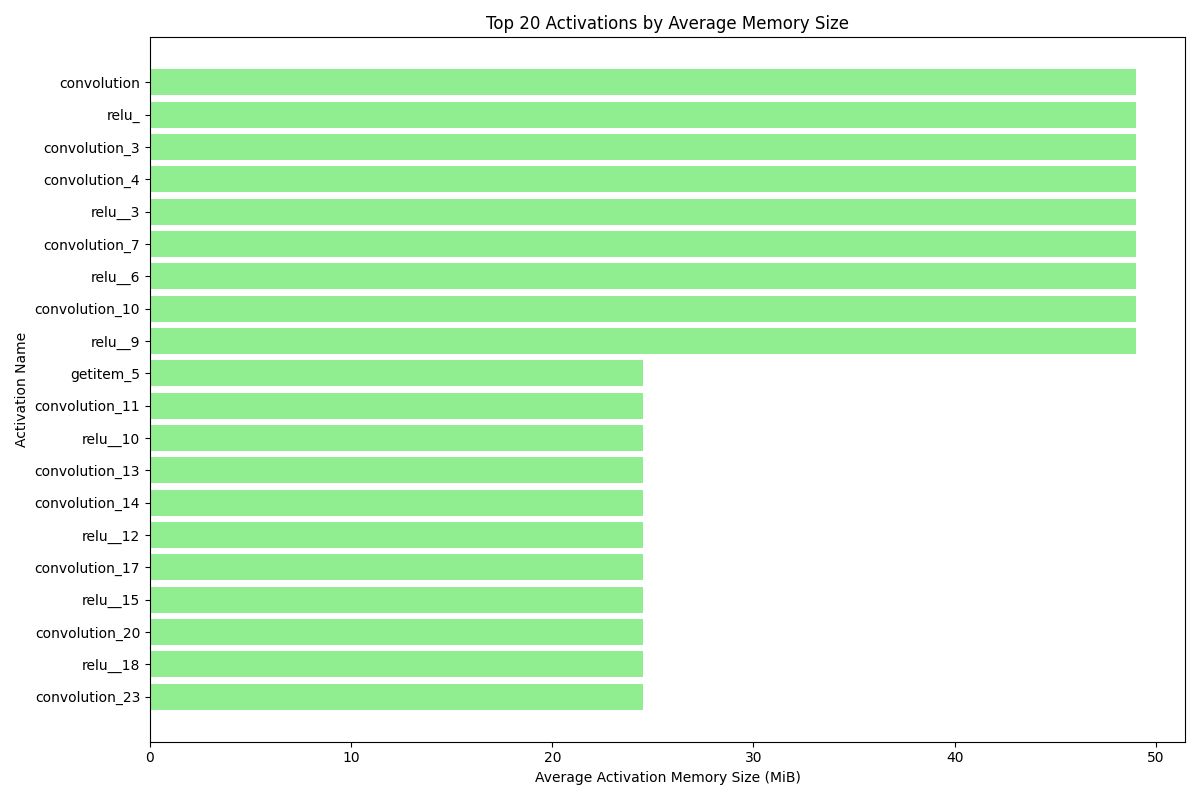 Top 20 Activations by Average Memory Size
Activation Name
convolution
relu_
convolution_3
convolution_4
relu__3
convolution_7
relu__6
convolution_10
relu__9
getitem_5
convolution_11
relu__10
convolution_13
convolution_14
relu__12
convolution_17
relu__15
convolution_20
relu__18
convolution_23
0 10 20 30 40 50
Average Activation Memory Size (MiB)